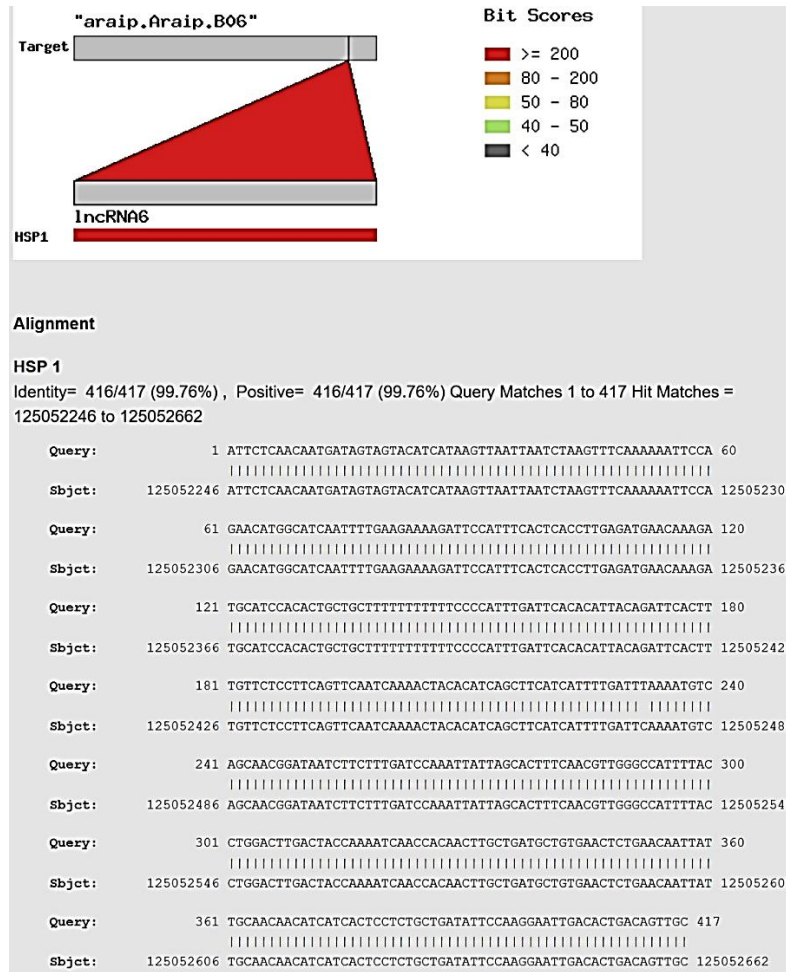 "araip.Araip.B06"
Bit Scores
Target
>= 200
80 - 200
50 - 80
40 - 50
< 40
lncRNA6
HSP1
Alignment
HSP 1
Identity= 416/417 (99.76%) , Positive= 416/417 (99.76%) Query Matches 1 to 417 Hit Matches =
125052246 to 125052662
Query: 1 ATTCTCAACAATGATAGTAGTACATCATAAGTTAATTAATCTAAGTTTCAAAAAATTCCA 60
Sbjct: 125052246 ATTCTCAACAATGATAGTAGTACATCATAAGTTAATTAATCTAAGTTTCAAAAAATTCCA 12505230
Query: 61 GAACATGGCATCAATTTTGAAGAAAAGATTCCATTTCACTCACCTTGAGATGAACAAAGA 120
Sbjct: 125052306 GAACATGGCATCAATTTTGAAGAAAAGATTCCATTTCACTCACCTTGAGATGAACAAAGA 12505236
Query: 121 TGCATCCACACTGCTGCTTTTTTTTTTTCCCCATTTGATTCACACATTACAGATTCACTT 180
Sbjct: 125052366 TGCATCCACACTGCTGCTTTTTTTTTTTCCCCATTTGATTCACACATTACAGATTCACTT 12505242
Query: 181 TGTTCTCCTTCAGTTCAATCAAAACTACACATCAGCTTCATCATTTTGATTTAAAATGTC 240
Sbjct: 125052426 TGTTCTCCTTCAGTTCAATCAAAACTACACATCAGCTTCATCATTTTGATTCAAAATGTC 12505248
Query: 241 AGCAACGGATAATCTTCTTTGATCCAAATTATTAGCACTTTCAACGTTGGGCCATTTTAC 300
Sbjct: 125052486 AGCAACGGATAATCTTCTTTGATCCAAATTATTAGCACTTTCAACGTTGGGCCATTTTAC 12505254
Query: 301 CTGGACTTGACTACCAAAATCAACCACAACTTGCTGATGCTGTGAACTCTGAACAATTAT 360
Sbjct: 125052546 CTGGACTTGACTACCAAAATCAACCACAACTTGCTGATGCTGTGAACTCTGAACAATTAT 12505260
Query: 361 TGCAACAACATCATCACTCCTCTGCTGATATTCCAAGGAATTGACACTGACAGTTGC 417
Sbjct: 125052606 TGCAACAACATCATCACTCCTCTGCTGATATTCCAAGGAATTGACACTGACAGTTGC 125052662